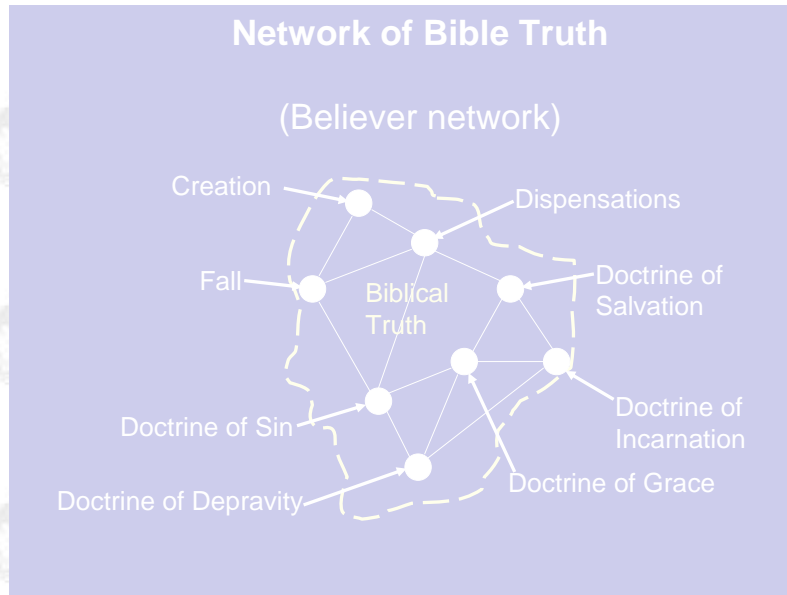 Network of Bible Truth
(Believer network)
Creation
Dispensations
Fall
Biblical
Truth
Doctrine of
Salvation
Doctrine of Sin
Doctrine of
Incarnation
Doctrine of Depravity
Doctrine of Grace